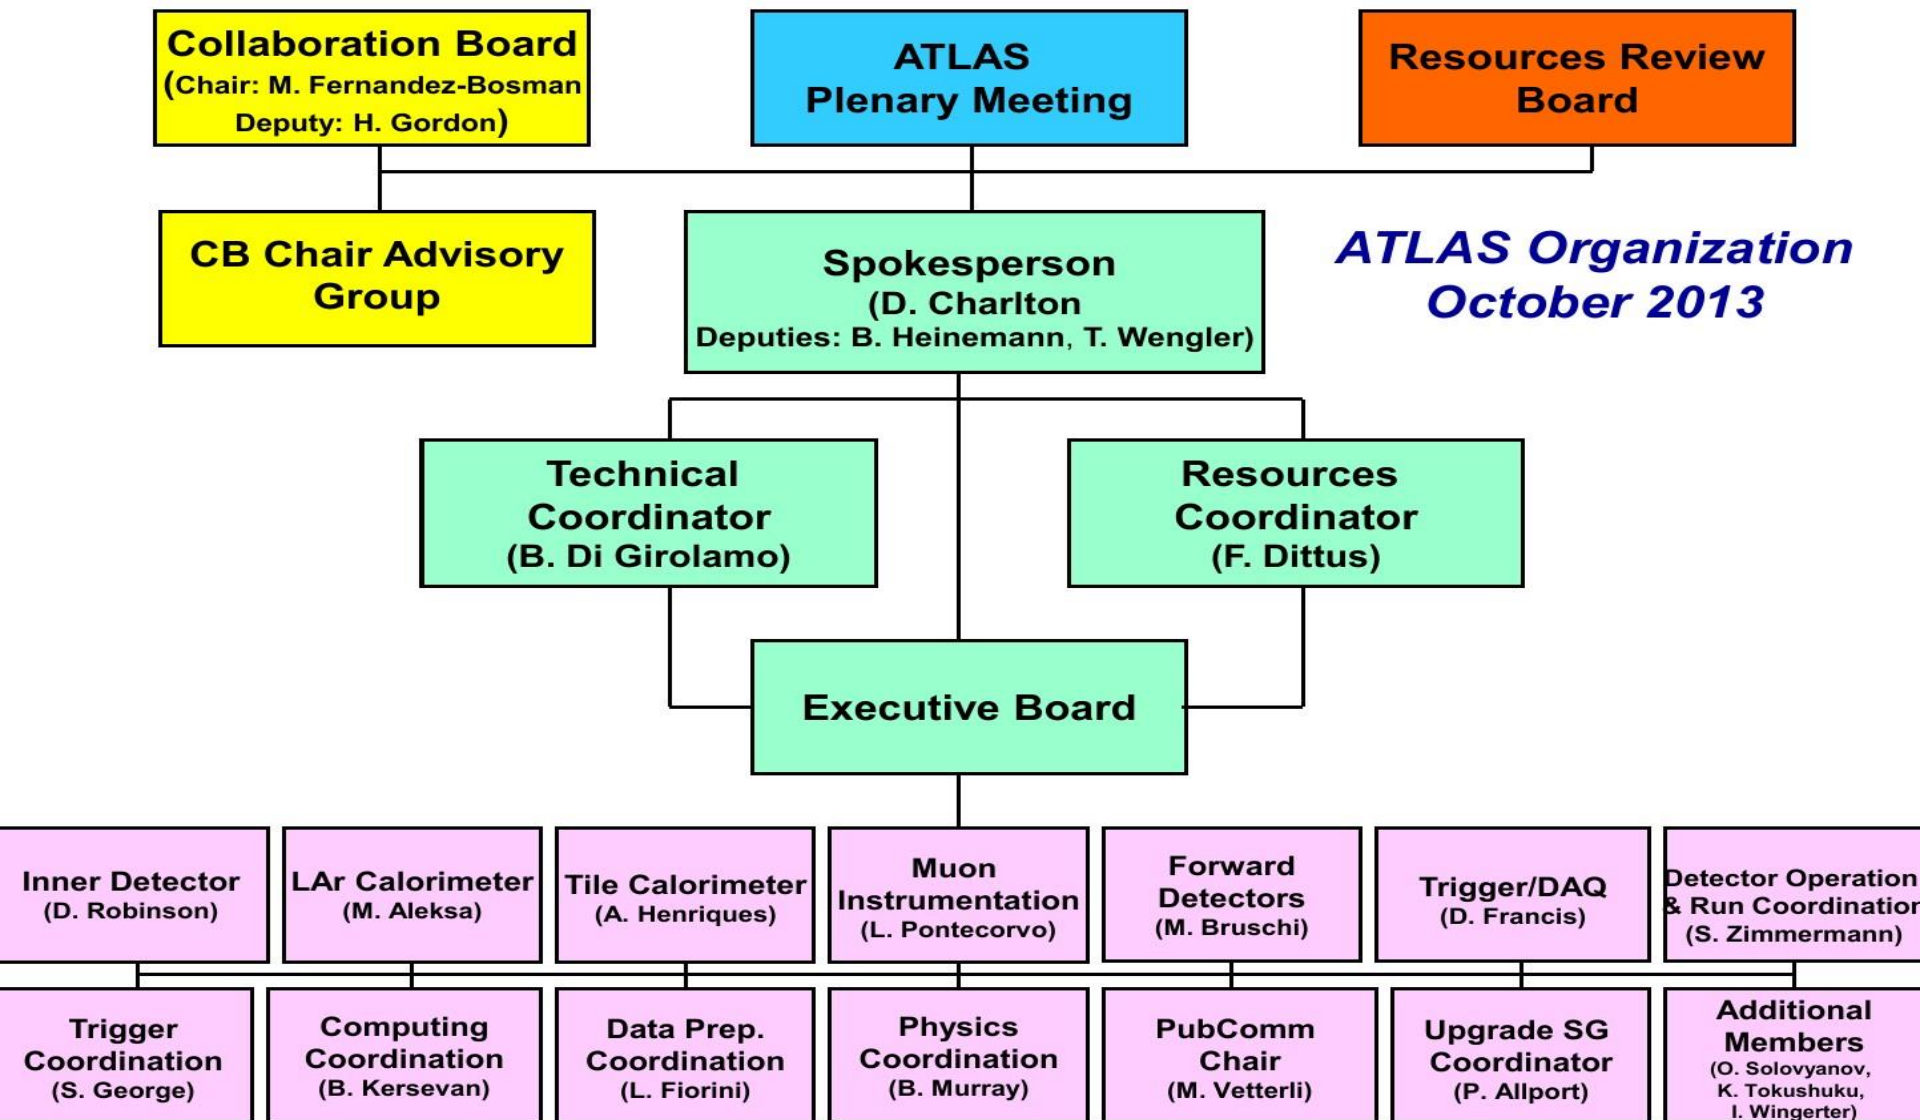 Collaboration Board
(Chair: M. Fernandez-Bosman
Deputy: H. Gordon)
ATLAS
Plenary Meeting
Resources Review
Board
CB Chair Advisory
Group
Spokesperson
(D. Charlton
Deputies: B. Heinemann, T. Wengler)
ATLAS Organization
October 2013
Technical
Coordinator
(B. Di Girolamo)
Resources
Coordinator
(F. Dittus)
Executive Board
Inner Detector
(D. Robinson)
LAr Calorimeter
(M. Aleksa)
Tile Calorimeter
(A. Henriques)
Muon
Instrumentation
(L. Pontecorvo)
Forward
Detectors
(M. Bruschi)
Trigger/DAQ
(D. Francis)
Detector Operation
& Run Coordination
(S. Zimmermann)
Trigger
Coordination
(S. George)
Computing
Coordination
(B. Kersevan)
Data Prep.
Coordination
(L. Fiorini)
Physics
Coordination
(B. Murray)
PubComm
Chair
(M. Vetterli)
Upgrade SG
Coordinator
(P. Allport)
Additional
Members
(O. Solovyanov,
K. Tokushuku,
I. Wingerter)